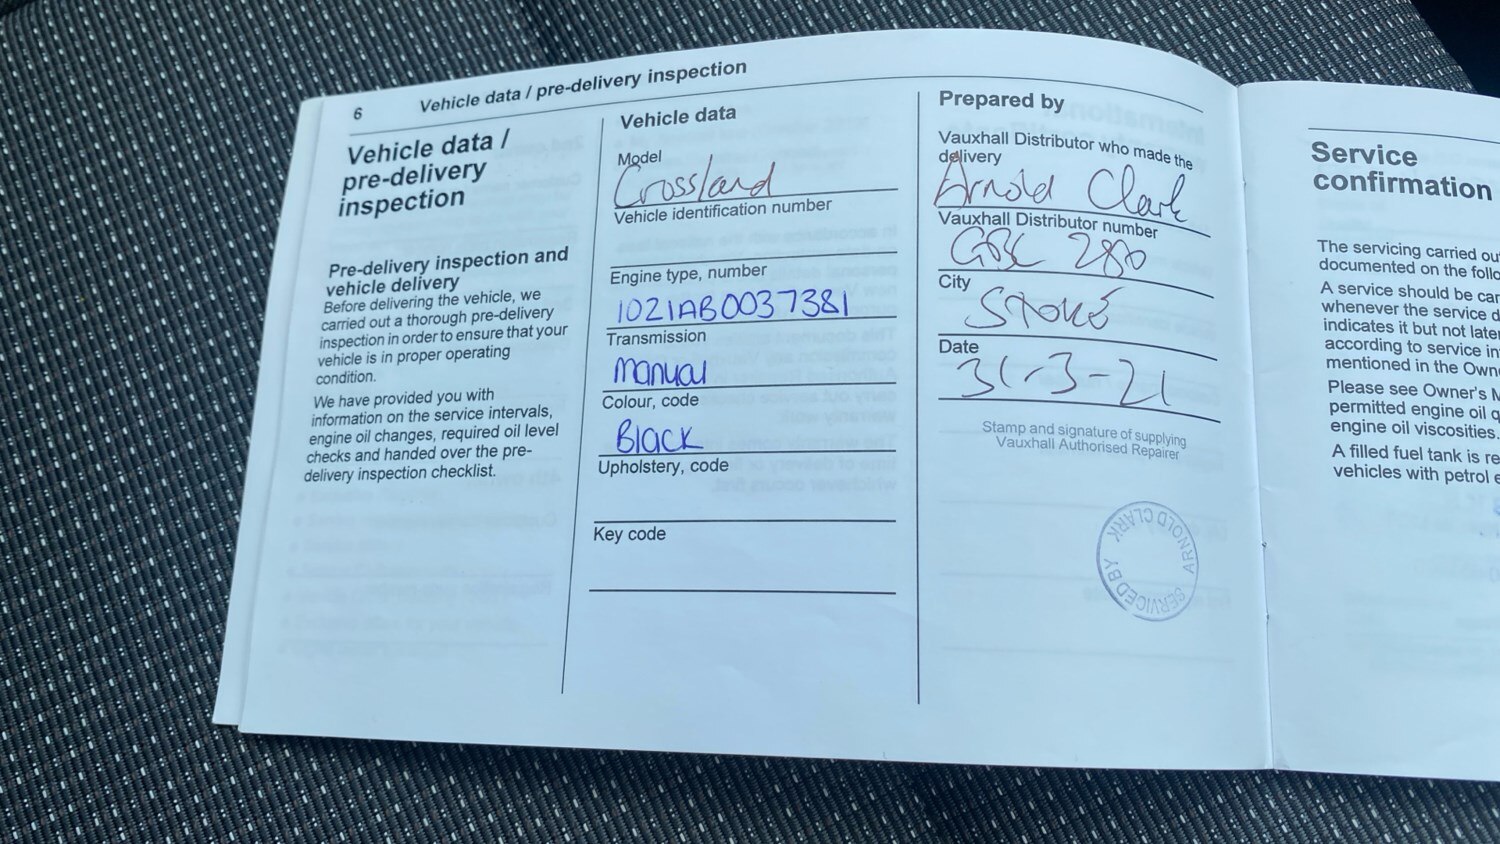 6
Vehicle data / pre-delivery inspection
Vehicle data /
pre-delivery
inspection
Pre-delivery inspection and
vehicle delivery
Before delivering the vehicle, we
carried out a thorough pre-delivery
inspection in order to ensure that your
vehicle is in proper operating
condition.
We have provided you with
information on the service intervals,
engine oil changes, required oil level
checks and handed over the pre-
delivery inspection checklist.
Vehicle data
Model
Crossland
Vehicle identification number
Engine type, number
1021AB0037381
Transmission
Manual
Colour, code
Black
Upholstery, code
Key code
Prepared by
Vauxhall Distributor who made the
delivery
Arnold Clark
Vauxhall Distributor number
280
City
Stoke
Date
31-3-21
Stamp and signature of supplying
Vauxhall Authorised Repairer
SERVICED BY ARNOLD CLARK
ARNOLD CLARK
Service
confirmation
The servicing carried ou
documented on the follo
A service should be car
whenever the service d
indicates it but not later
according to service in
mentioned in the Owne
Please see Owner's M
permitted engine oil q
engine oil viscosities.
A filled fuel tank is re
vehicles with petrol e